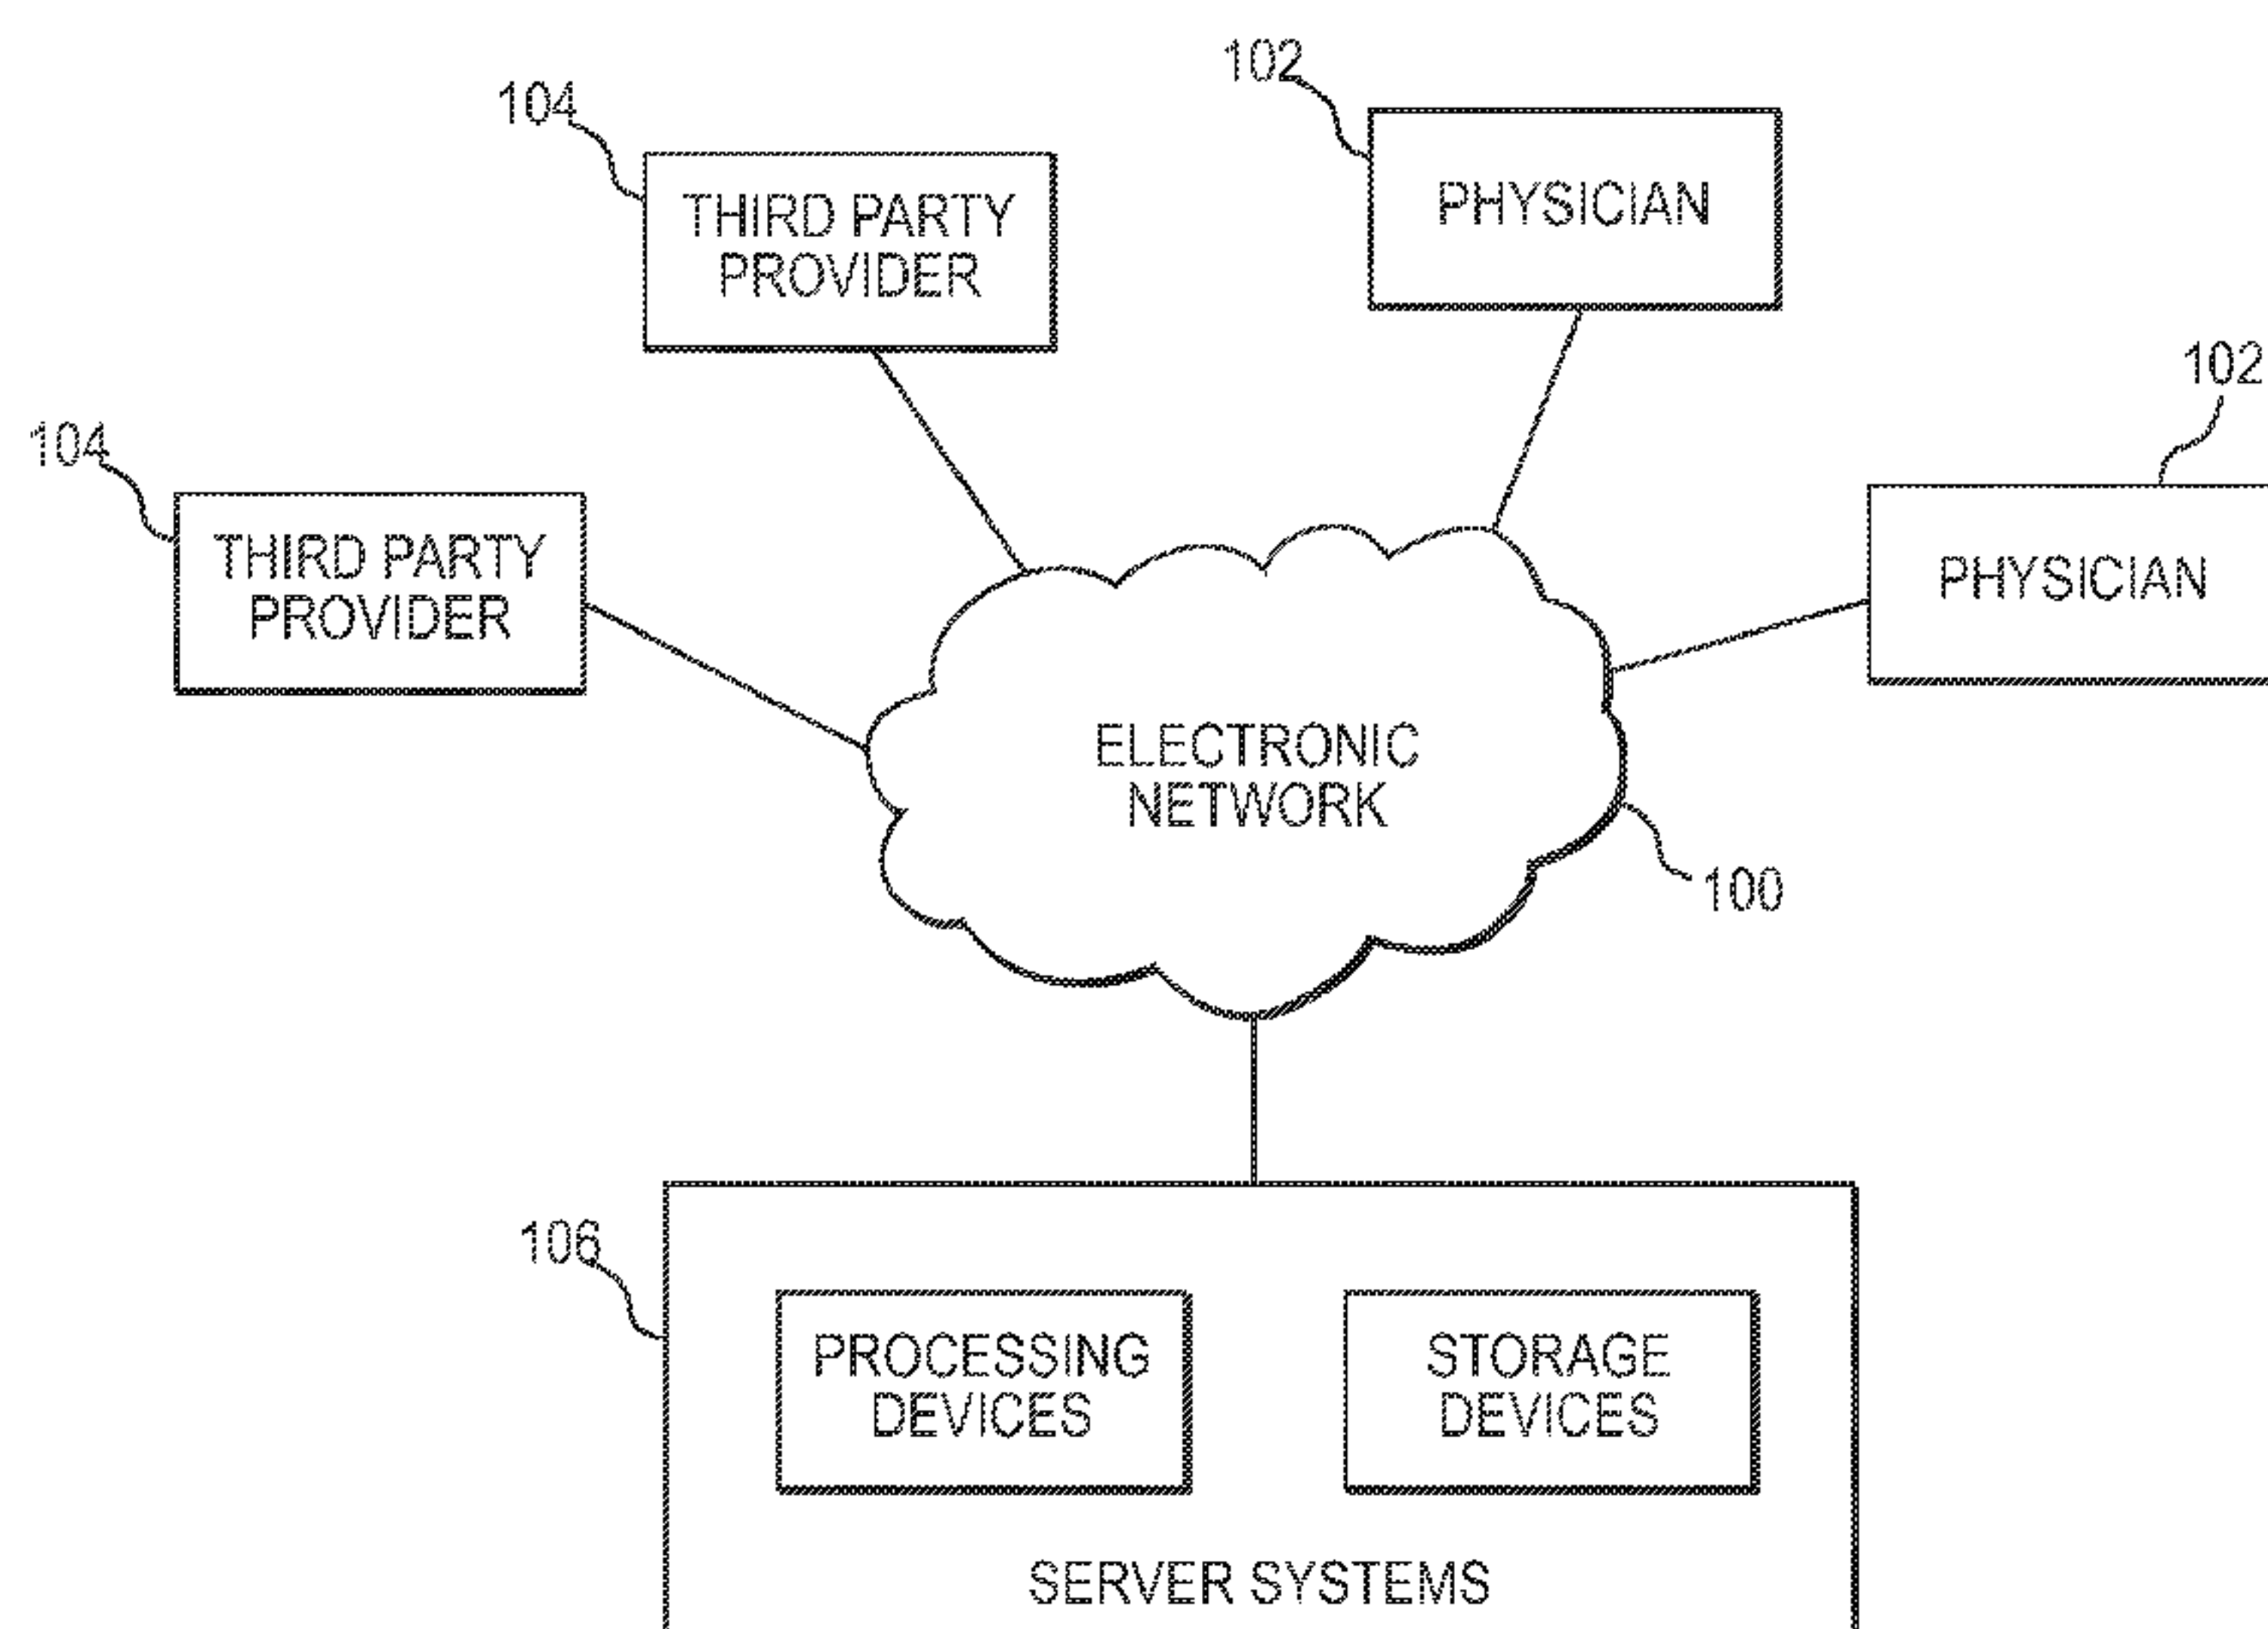 102
104
PHYSICIAN
THIRD PARTY
PROVIDER
102
104
PHYSICIAN
THIRD PARTY
PROVIDER
ELECTRONIC
NETWORK
100
106
PROCESSING
DEVICES
STORAGE
DEVICES
SERVER SYSTEMS